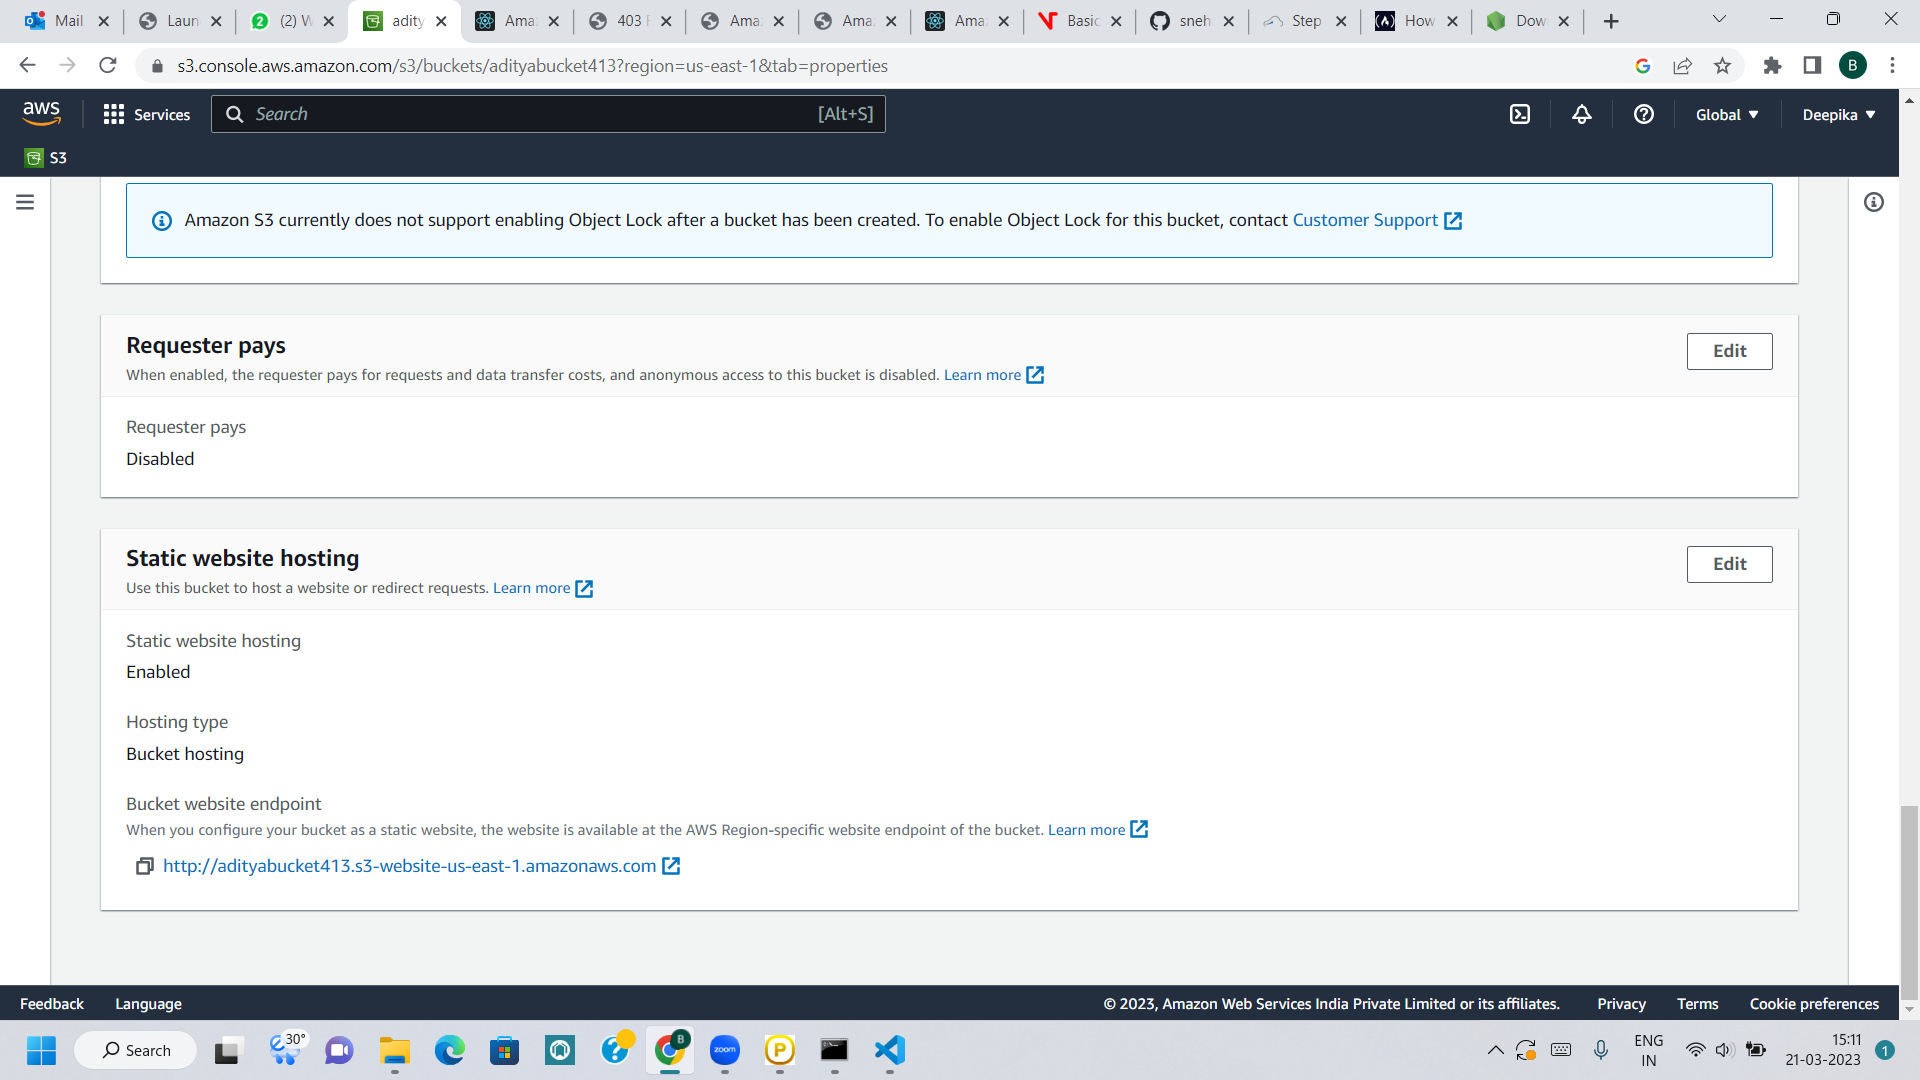 Mail
Laun
(2) W
adity
Ama
403 F
Ama
Ama
Ama
Basic
sneh
Step
How
Dow
s3.console.aws.amazon.com/s3/buckets/adityabucket413?region=us-east-1&tab=properties
B
aws
Services
Search
[Alt+S]
Global
Deepika
S3
Amazon S3 currently does not support enabling Object Lock after a bucket has been created. To enable Object Lock for this bucket, contact Customer Support
Requester pays
Edit
When enabled, the requester pays for requests and data transfer costs, and anonymous access to this bucket is disabled. Learn more
Requester pays
Disabled
Static website hosting
Edit
Use this bucket to host a website or redirect requests. Learn more
Static website hosting
Enabled
Hosting type
Bucket hosting
Bucket website endpoint
When you configure your bucket as a static website, the website is available at the AWS Region-specific website endpoint of the bucket. Learn more
http://adityabucket413.s3-website-us-east-1.amazonaws.com
Feedback
Language
© 2023, Amazon Web Services India Private Limited or its affiliates.
Privacy
Terms
Cookie preferences
Search
30°
B
zoom
P
ENG
IN
15:11
21-03-2023
1